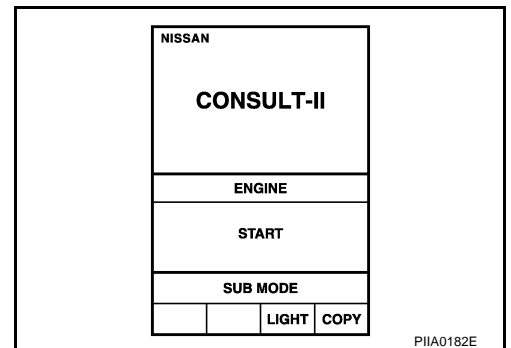 NISSAN
CONSULT-II
ENGINE
START
SUB MODE
LIGHT COPY
PIIA0182E